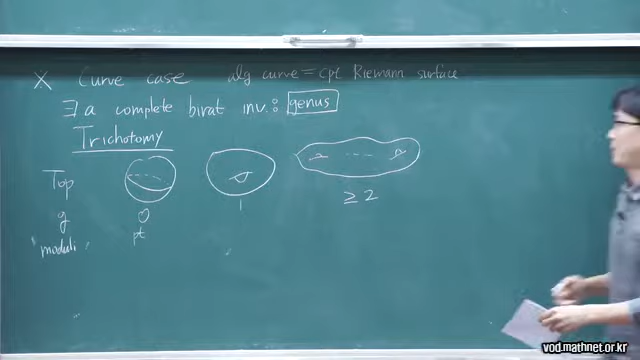 ※ Curve case alg curve = cpt Riemann surface
∃ a complete birat inv.: genus
Trichotomy
Top
g 0 1 ≥ 2
"moduli" pt
vod.mathnet.or.kr